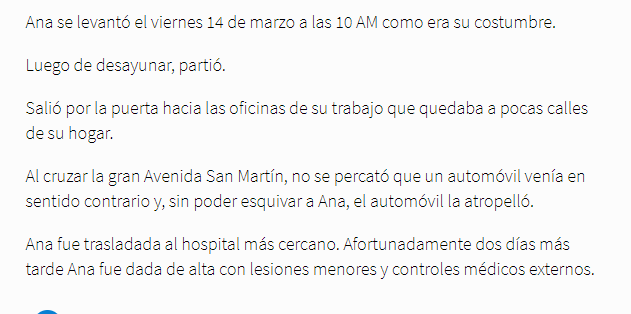 Ana se levantó el viernes 14 de marzo a las 10 AM como era su costumbre.
Luego de desayunar, partió.
Salió por la puerta hacia las oficinas de su trabajo que quedaba a pocas calles
de su hogar.
Al cruzar la gran Avenida San Martín, no se percató que un automóvil venía en
sentido contrario y, sin poder esquivar a Ana, el automóvil la atropelló.
Ana fue trasladada al hospital más cercano. Afortunadamente dos días más
tarde Ana fue dada de alta con lesiones menores y controles médicos externos.